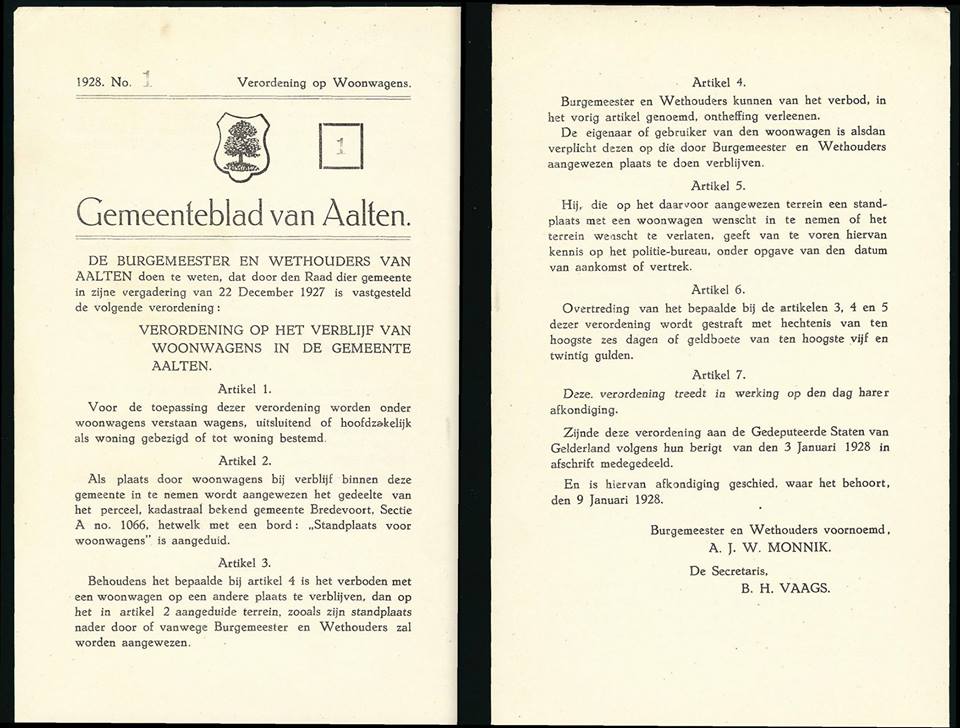 1928. No. 1 Verordening op Woonwagens.
1
Gemeenteblad van Aalten.
DE BURGEMEESTER EN WETHOUDERS VAN
AALTEN doen te weten, dat door den Raad dier gemeente
in zijne vergadering van 22 December 1927 is vastgesteld
de volgende verordening :
VERORDENING OP HET VERBLIJF VAN
WOONWAGENS IN DE GEMEENTE
AALTEN.
Artikel 1.
Voor de toepassing dezer verordening worden onder
woonwagens verstaan wagens, uitsluitend of hoofdzakelijk
als woning gebezigd of tot woning bestemd.
Artikel 2.
Als plaats door woonwagens bij verblijf binnen deze
gemeente in te nemen wordt aangewezen het gedeelte van
het perceel, kadastraal bekend gemeente Bredevoort, Sectie
A no. 1066, hetwelk met een bord : „Standplaats voor
woonwagens” is aangeduid.
Artikel 3.
Behoudens het bepaalde bij artikel 4 is het verboden met
een woonwagen op een andere plaats te verblijven, dan op
het in artikel 2 aangeduide terrein, zooals zijn standplaats
nader door of vanwege Burgemeester en Wethouders zal
worden aangewezen.
Artikel 4.
Burgemeester en Wethouders kunnen van het verbod, in
het vorig artikel genoemd, ontheffing verleenen.
De eigenaar of gebruiker van den woonwagen is alsdan
verplicht dezen op die door Burgemeester en Wethouders
aangewezen plaats te doen verblijven.
Artikel 5.
Hij, die op het daarvoor aangewezen terrein een stand-
plaats met een woonwagen wenscht in te nemen of het
terrein wenscht te verlaten, geeft van te voren hiervan
kennis op het politie-bureau, onder opgave van den datum
van aankomst of vertrek.
Artikel 6.
Overtreding van het bepaalde bij de artikelen 3, 4 en 5
dezer verordening wordt gestraft met hechtenis van ten
hoogste zes dagen of geldboete van ten hoogste vijf en
twintig gulden.
Artikel 7.
Deze verordening treedt in werking op den dag harer
afkondiging.
Zijnde deze verordening aan de Gedeputeerde Staten van
Gelderland volgens hun berigt van den 3 Januari 1928 in
afschrift medegedeeld.
En is hiervan afkondiging geschied, waar het behoort,
den 9 Januari 1928.
Burgemeester en Wethouders voornoemd,
A. J. W. MONNIK.
De Secretaris,
B. H. VAAGS.